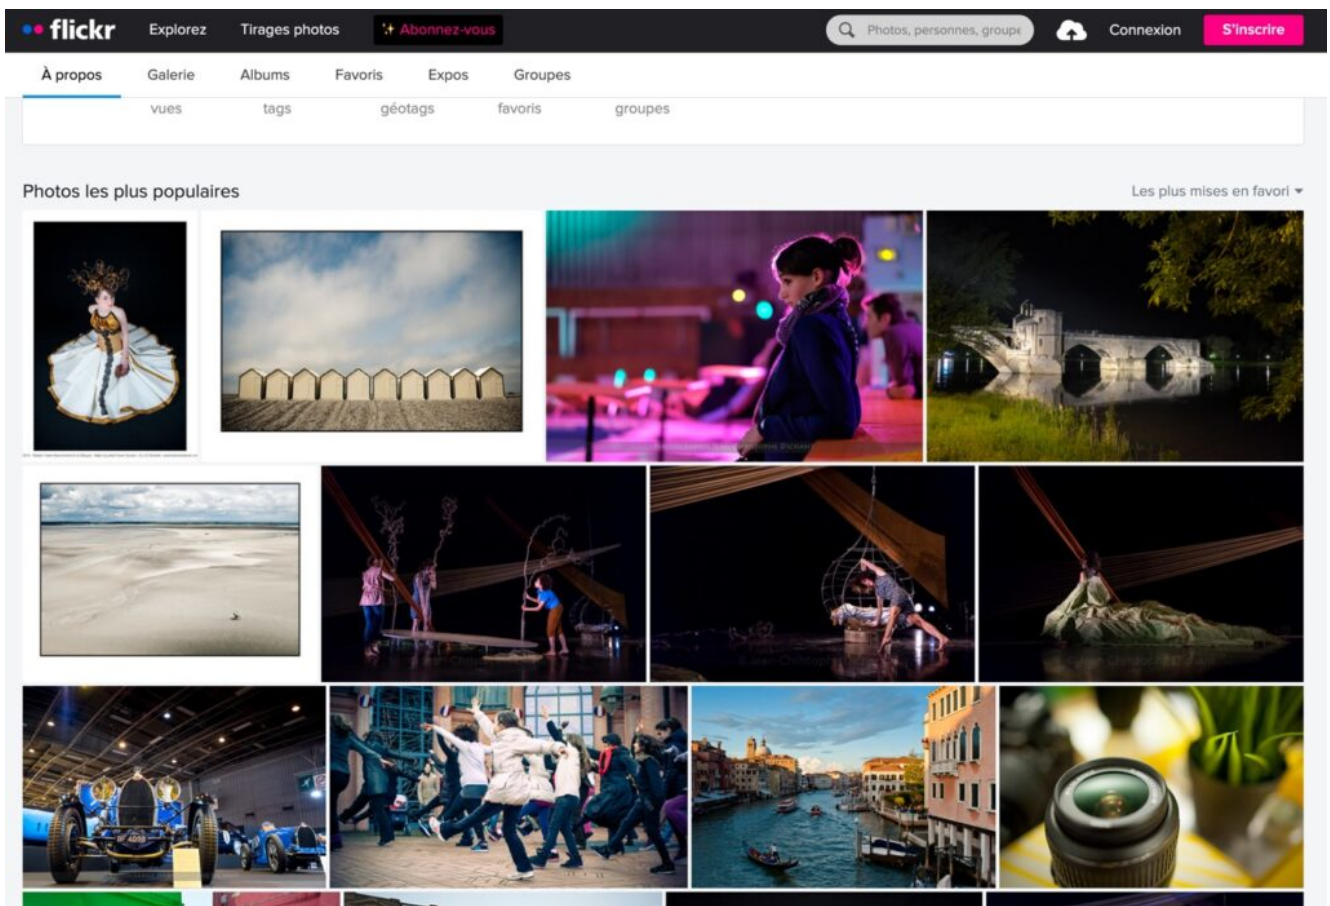 flickr Explorez Tirages photos Abonnez-vous Photos, personnes, groupe Connexion S'inscrire
À propos Galerie Albums Favoris Expos Groupes
vues tags géotags favoris groupes
Photos les plus populaires Les plus mises en favori